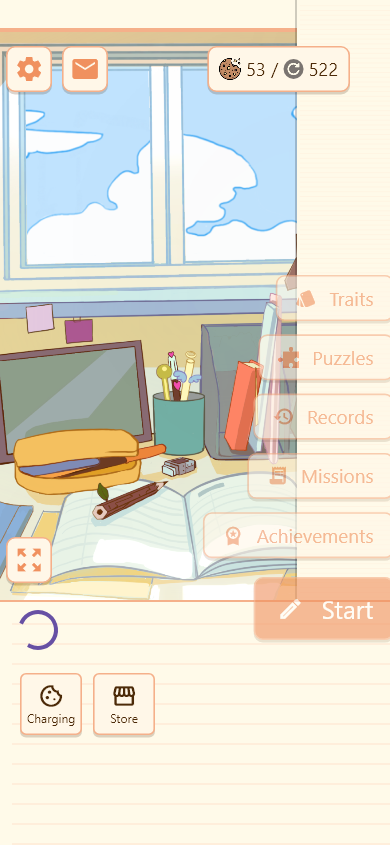 53 / 522
Traits
Puzzles
Records
Missions
Achievements
Start
Charging
Store